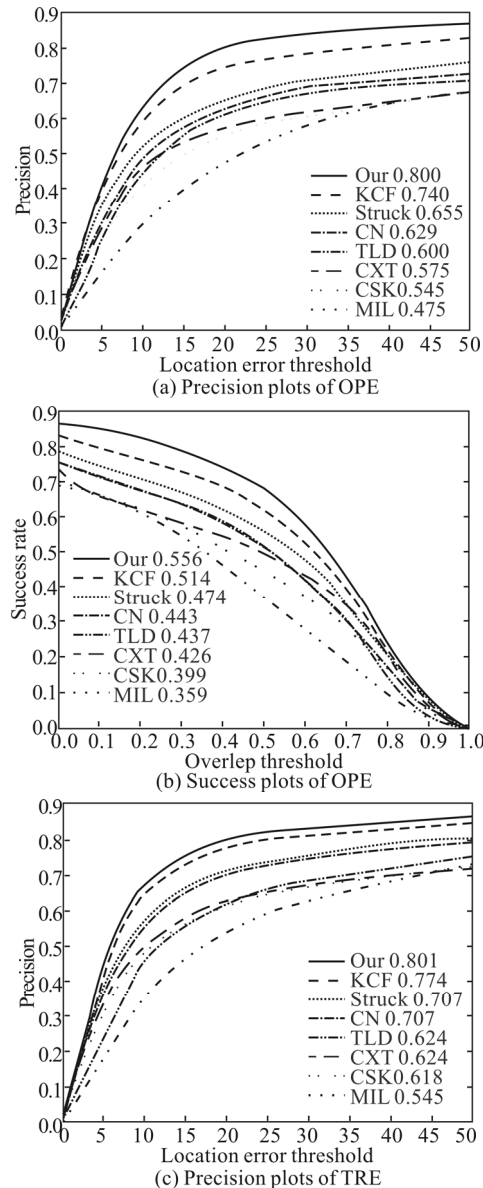 0.9
0.8
0.7
0.6
0.5
0.4
0.3
0.2
0.1
0.0
Precision
Our 0.800
KCF 0.740
Struck 0.655
CN 0.629
TLD 0.600
CXT 0.575
CSK0.545
MIL 0.475
0 5 10 15 20 25 30 35 40 45 50
Location error threshold
(a) Precision plots of OPE
0.9
0.8
0.7
0.6
0.5
0.4
0.3
0.2
0.1
0.0
Success rate
Our 0.556
KCF 0.514
Struck 0.474
CN 0.443
TLD 0.437
CXT 0.426
CSK0.399
MIL 0.359
0.0 0.1 0.2 0.3 0.4 0.5 0.6 0.7 0.8 0.9 1.0
Overlep threshold
(b) Success plots of OPE
0.9
0.8
0.7
0.6
0.5
0.4
0.3
0.2
0.1
0.0
Precision
Our 0.801
KCF 0.774
Struck 0.707
CN 0.707
TLD 0.624
CXT 0.624
CSK0.618
MIL 0.545
0 5 10 15 20 25 30 35 40 45 50
Location error threshold
(c) Precision plots of TRE